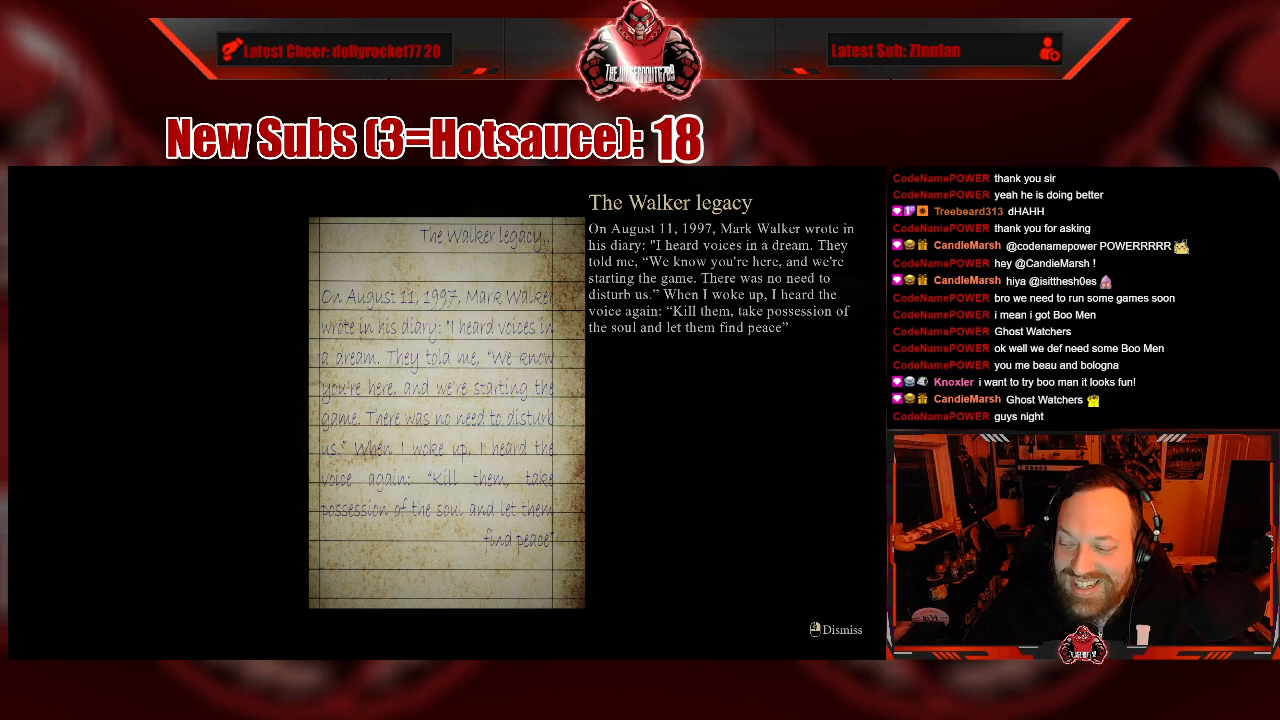 Latest Cheer: dollyrocket77 20
Latest Sub: Zinnian
New Subs (3=Hotsauce): 18
The Walker legacy...
On August 11, 1997, Mark Walker
wrote in his diary: "I heard voices in
a dream. They told me, "We know
you're here, and we're starting the
game. There was no need to disturb
us." When I woke up, I heard the
voice again: "Kill them, take
possession of the soul and let them
find peace"
The Walker legacy
On August 11, 1997, Mark Walker wrote in
his diary: "I heard voices in a dream. They
told me, “We know you're here, and we're
starting the game. There was no need to
disturb us.” When I woke up, I heard the
voice again: “Kill them, take possession of
the soul and let them find peace”
Dismiss
CodeNamePOWER thank you sir
CodeNamePOWER yeah he is doing better
Treebeard313 dHAHH
CodeNamePOWER thank you for asking
CandieMarsh @codenamepower POWERRRRR
CodeNamePOWER hey @CandieMarsh !
CandieMarsh hiya @isitthesh0es
CodeNamePOWER bro we need to run some games soon
CodeNamePOWER i mean i got Boo Men
CodeNamePOWER Ghost Watchers
CodeNamePOWER ok well we def need some Boo Men
CodeNamePOWER you me beau and bologna
Knoxler i want to try boo man it looks fun!
CandieMarsh Ghost Watchers
CodeNamePOWER guys night